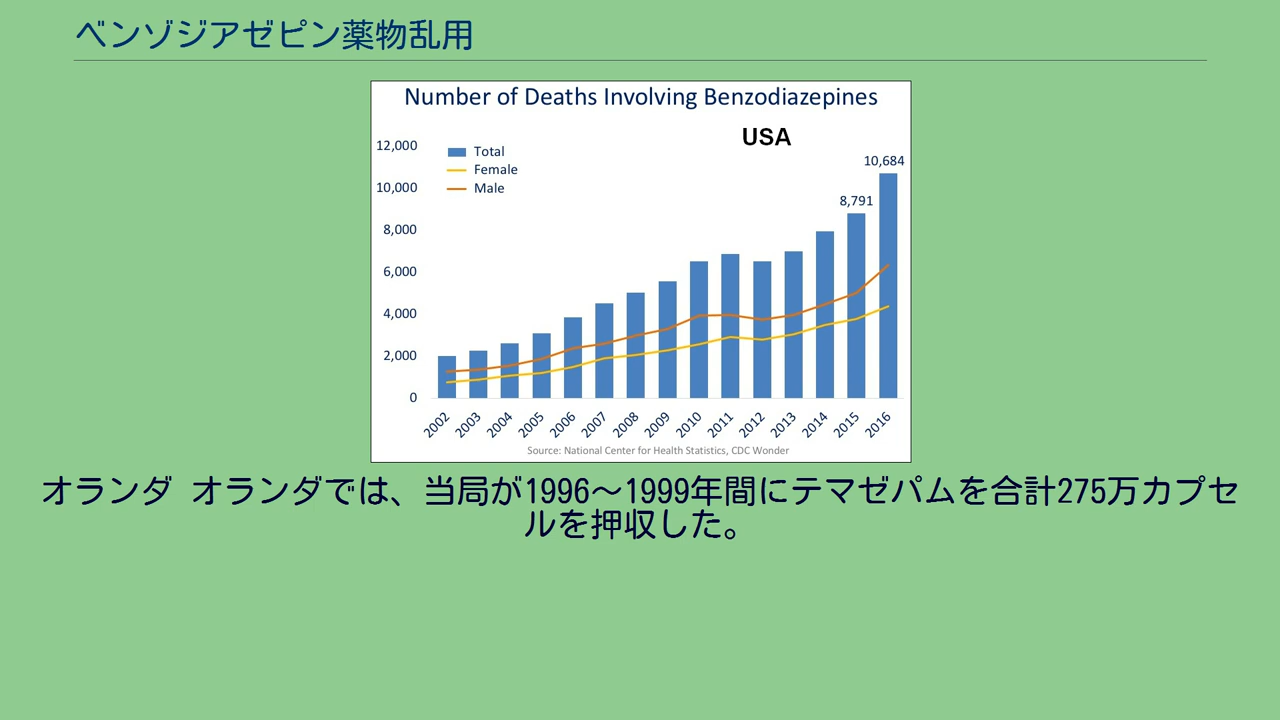 ベンゾジアゼピン薬物乱用
Number of Deaths Involving Benzodiazepines
USA
12,000
10,000
8,000
6,000
4,000
2,000
0
Total
Female
Male
8,791
10,684
2002 2003 2004 2005 2006 2007 2008 2009 2010 2011 2012 2013 2014 2015 2016
Source: National Center for Health Statistics, CDC Wonder
オランダ オランダでは、当局が1996～1999年間にテマゼパムを合計275万カプセ
ルを押収した。